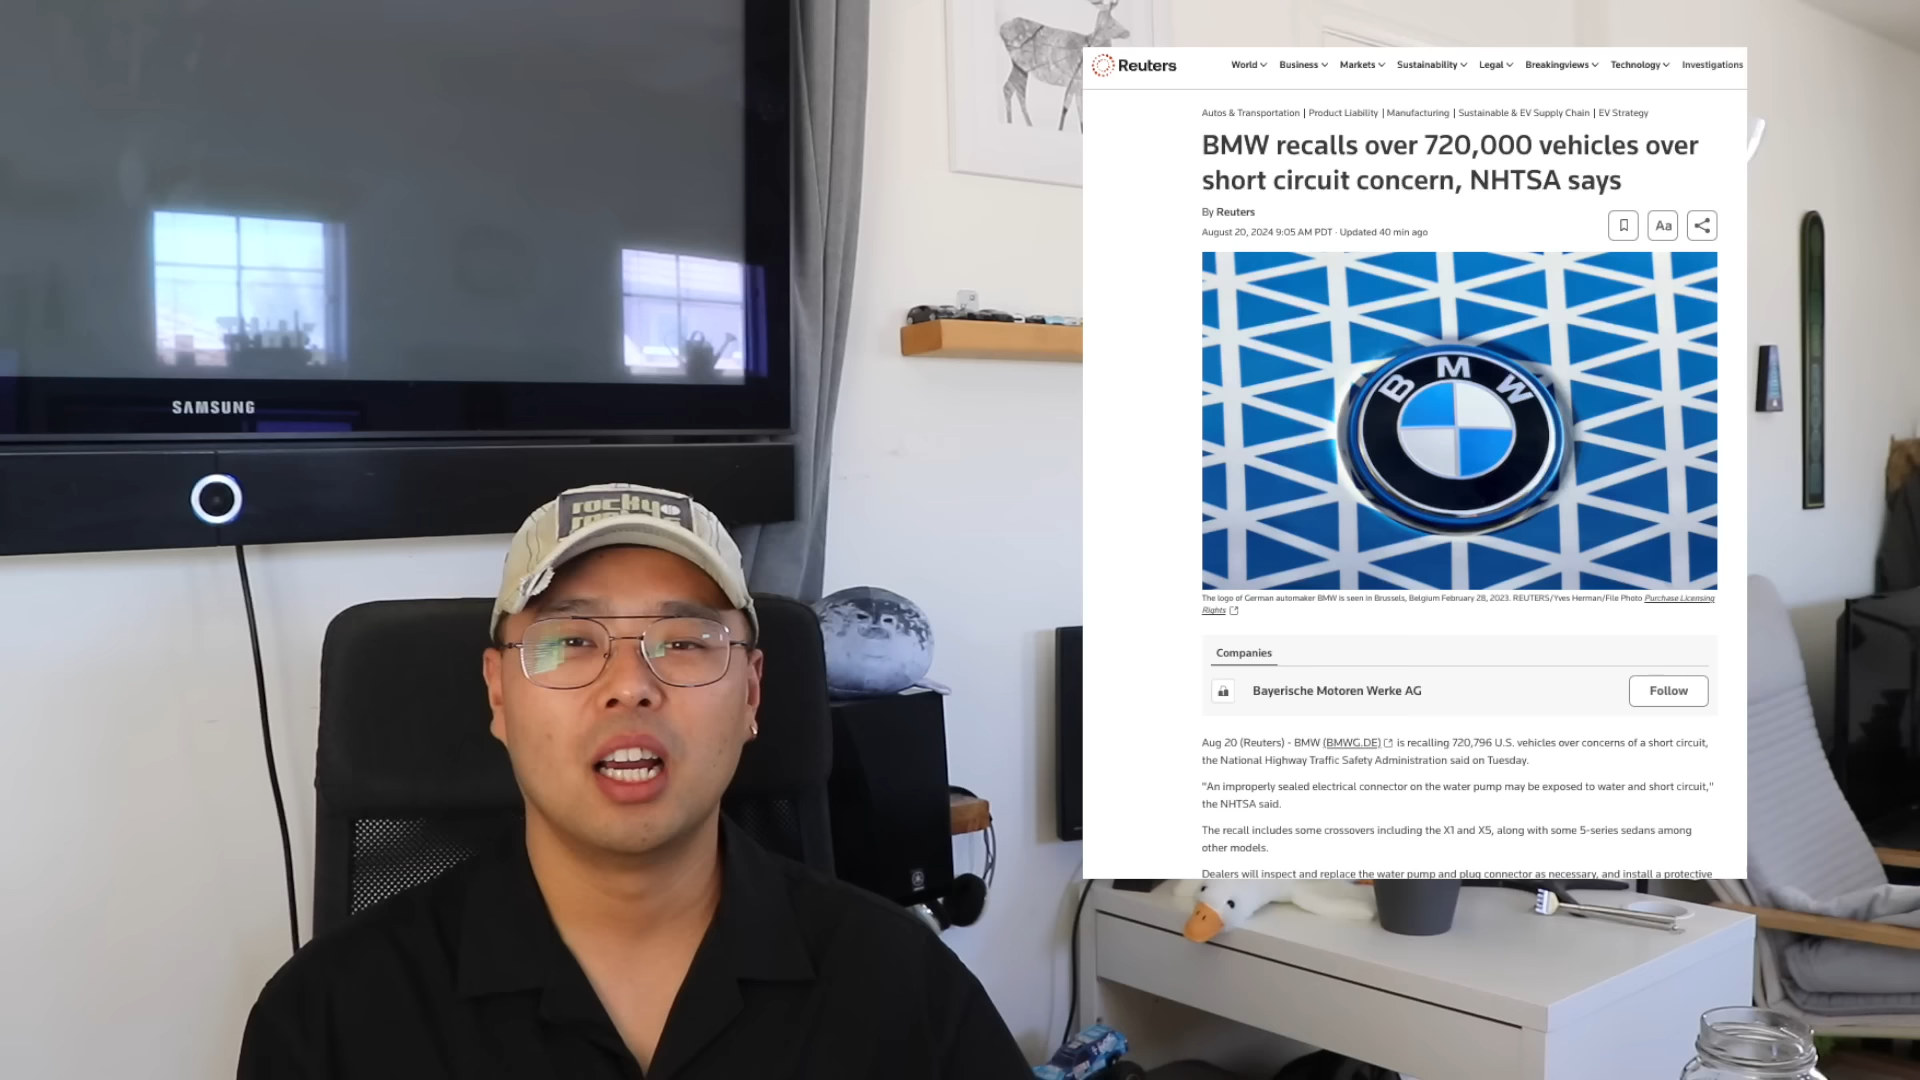 SAMSUNG
rocky
Reuters
World
Business
Markets
Sustainability
Legal
Breakingviews
Technology
Investigations
Autos & Transportation | Product Liability | Manufacturing | Sustainable & EV Supply Chain | EV Strategy
BMW recalls over 720,000 vehicles over
short circuit concern, NHTSA says
By Reuters
August 20, 2024 9:05 AM PDT · Updated 40 min ago
Aa
BMW
The logo of German automaker BMW is seen in Brussels, Belgium February 28, 2023. REUTERS/Yves Herman/File Photo Purchase Licensing
Rights
Companies
Bayerische Motoren Werke AG
Follow
Aug 20 (Reuters) - BMW (BMWG.DE) is recalling 720,796 U.S. vehicles over concerns of a short circuit,
the National Highway Traffic Safety Administration said on Tuesday.
"An improperly sealed electrical connector on the water pump may be exposed to water and short circuit,"
the NHTSA said.
The recall includes some crossovers including the X1 and X5, along with some 5-series sedans among
other models.
Dealers will inspect and replace the water pump and plug connector as necessary, and install a protective